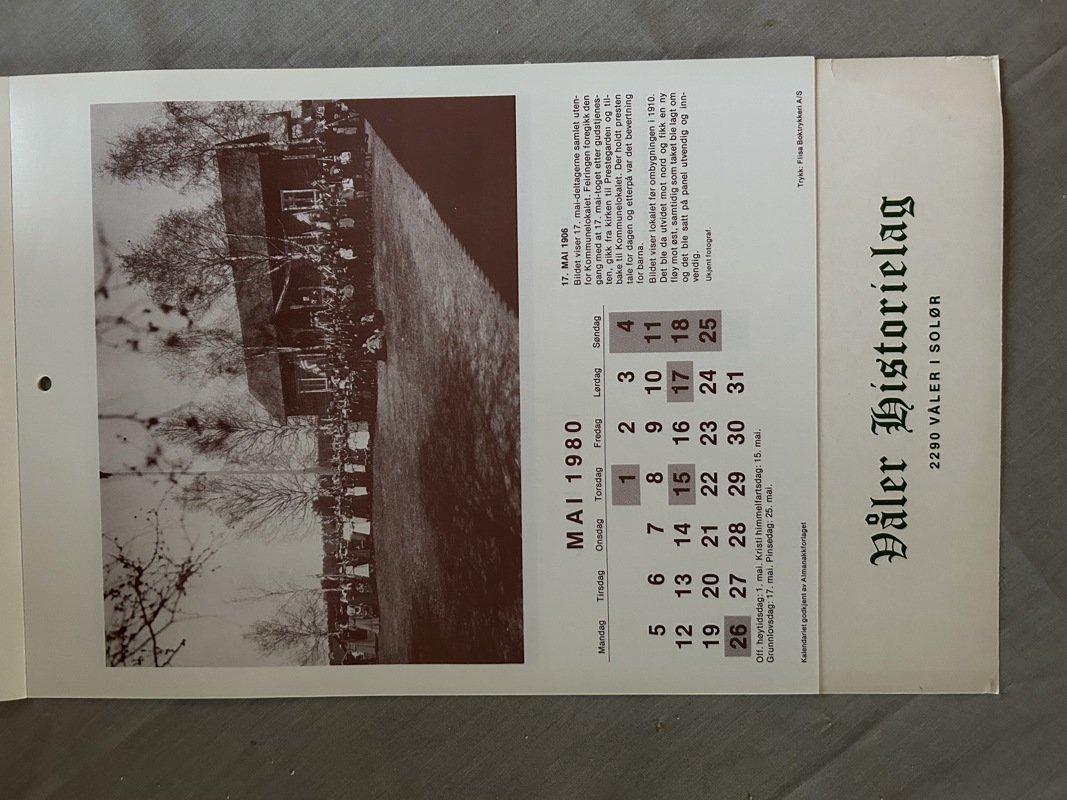 MAI 1980
Mandag Tirsdag Onsdag Torsdag Fredag Lørdag Søndag
1 2 3 4
5 6 7 8 9 10 11
12 13 14 15 16 17 18
19 20 21 22 23 24 25
26 27 28 29 30 31
Off. høytidsdag: 1. mai. Kristi himmelfartsdag: 15. mai.
Grunnlovsdag: 17. mai. Pinsedag: 25. mai.
Kalendariet godkjent av Almanakkforlaget
17. MAI 1906
Bildet viser 17. mai-deltagerne samlet uten-
for Kommunelokalet. Feiringen foregikk den
gang med at 17. mai-toget etter gudstjenes-
ten, gikk fra kirken til Prestegarden og til-
bake til Kommunelokalet. Der holdt presten
tale for dagen og etterpå var det bevertning
for barna.
Bildet viser lokalet før ombygningen i 1910.
Det ble da utvidet mot nord og fikk en ny
fløy mot øst, samtidig som taket ble lagt om
og det ble satt på panel utvendig og inn-
vendig.
Ukjent fotograf.
Trykk: Flisa Boktrykkeri A/S
Våler Historielag
2290 VÅLER I SOLØR